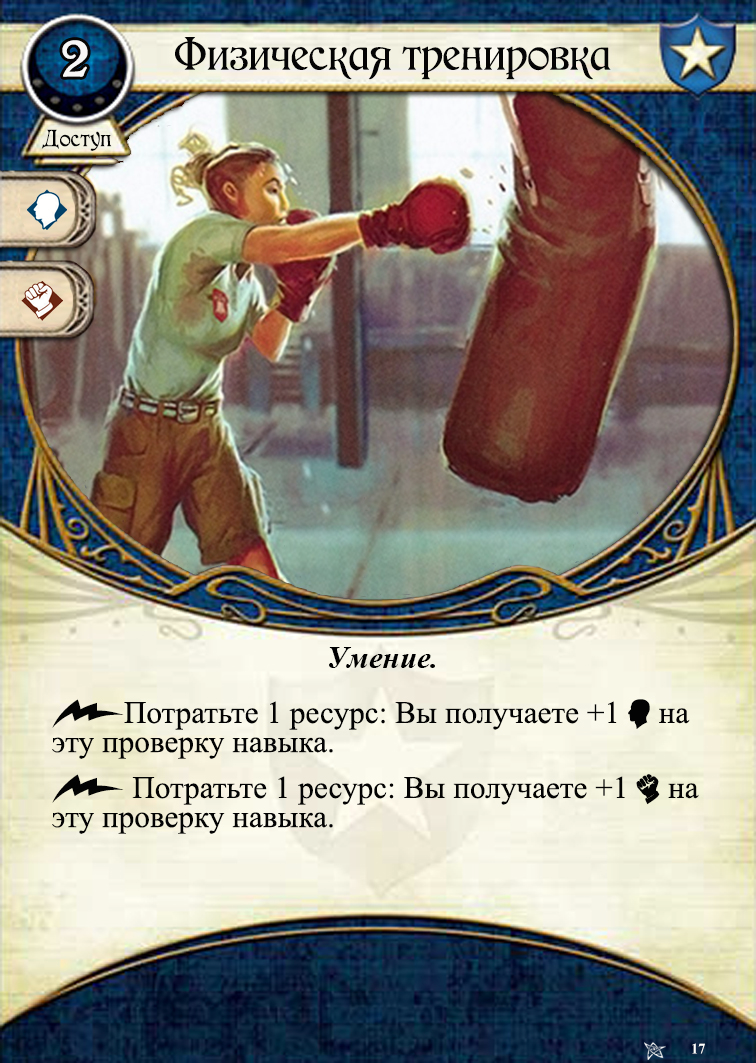 2
Физическая тренировка
Доступ
Умение.
Потратьте 1 ресурс: Вы получаете +1 на
эту проверку навыка.
Потратьте 1 ресурс: Вы получаете +1 на
эту проверку навыка.
17